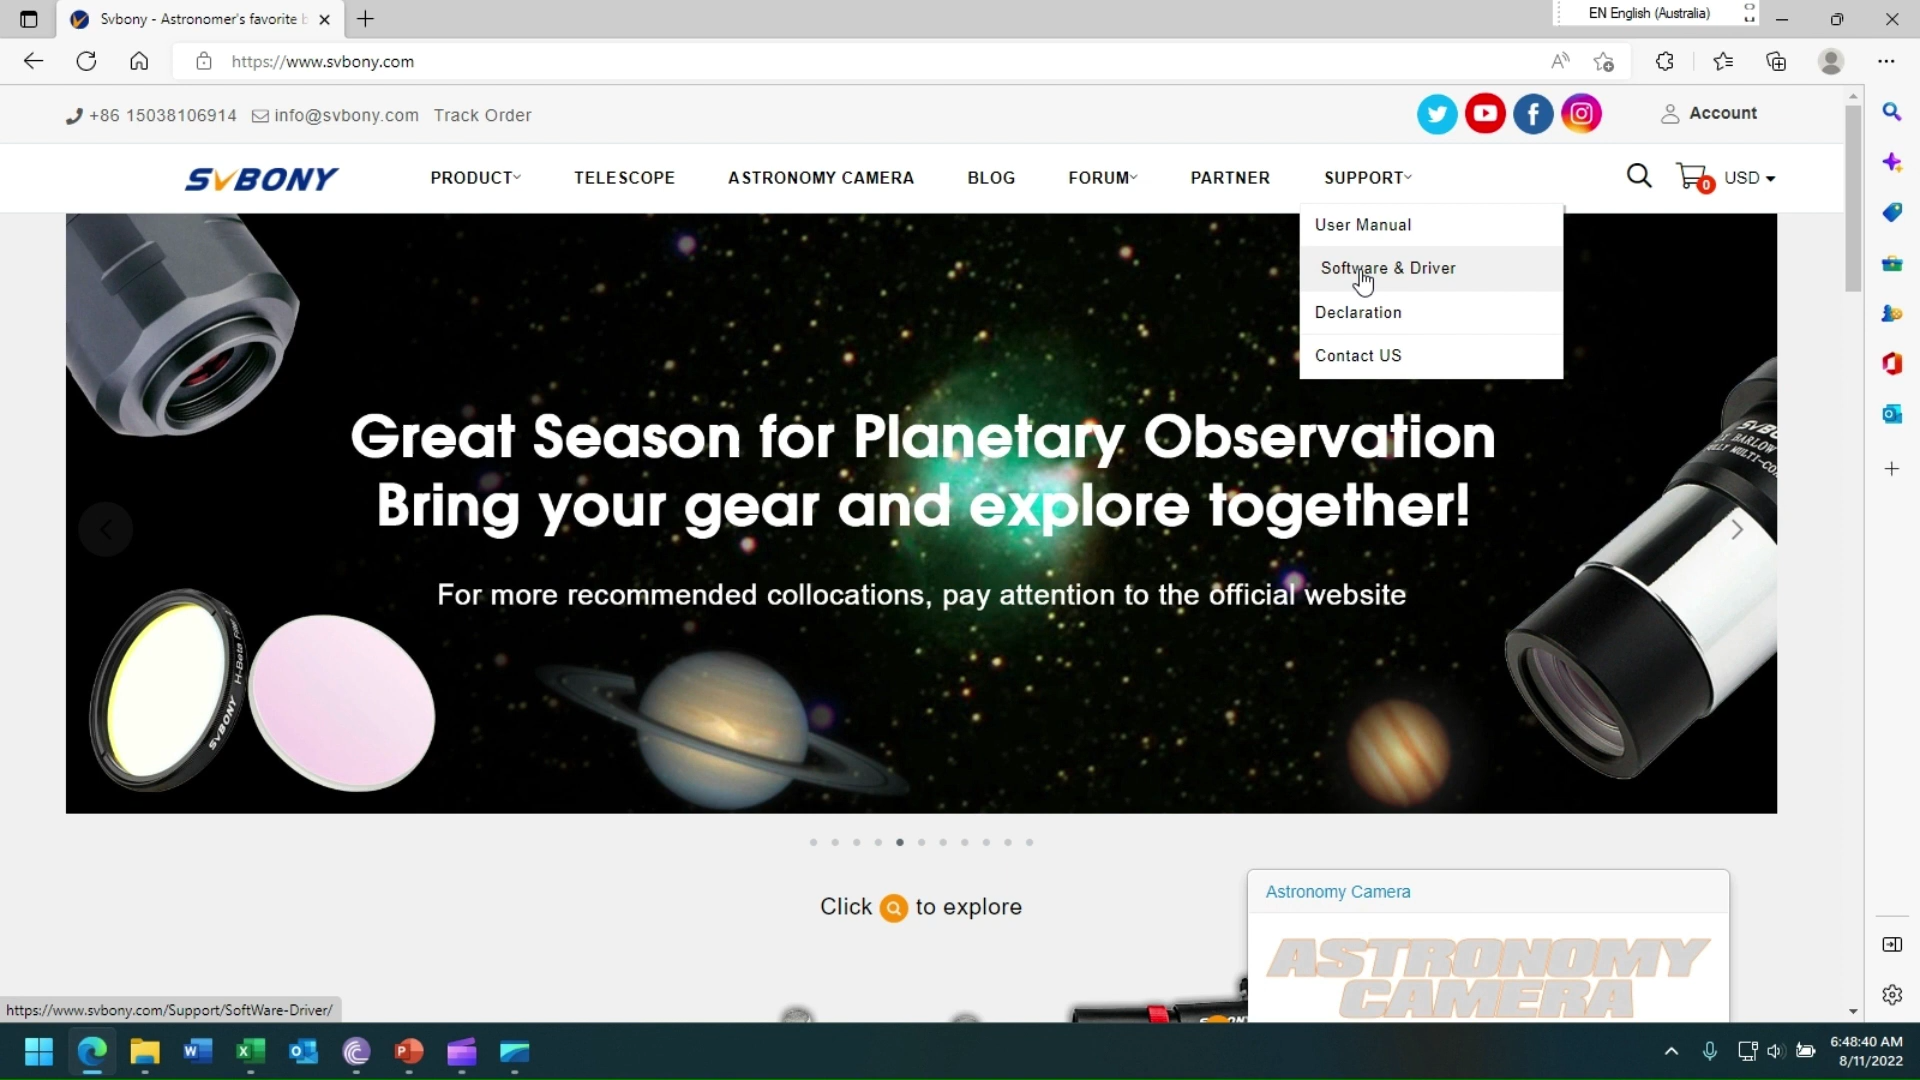 Svbony - Astronomer's favorite b
EN English (Australia)
https://www.svbony.com
+86 15038106914 info@svbony.com Track Order
Account
SVBONY
PRODUCT TELESCOPE ASTRONOMY CAMERA BLOG FORUM PARTNER SUPPORT
0 USD
User Manual
Software & Driver
Declaration
Contact US
Great Season for Planetary Observation
Bring your gear and explore together!
For more recommended collocations, pay attention to the official website
H-Beta Filter
SVBONY
Click to explore
Astronomy Camera
ASTRONOMY
CAMERA
https://www.svbony.com/Support/SoftWare-Driver/
6:48:40 AM
8/11/2022